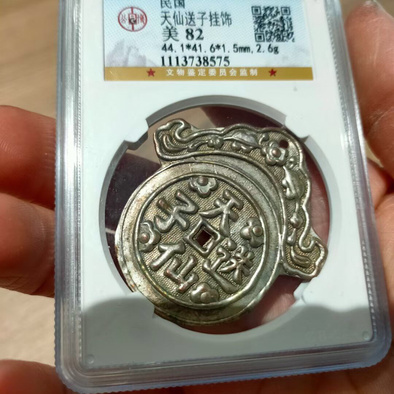 民国
天仙送子挂饰
美 82
44.1*41.6*1.5mm,2.6g
1113738575
★ 文物鉴定委员会监制 ★
天仙送子